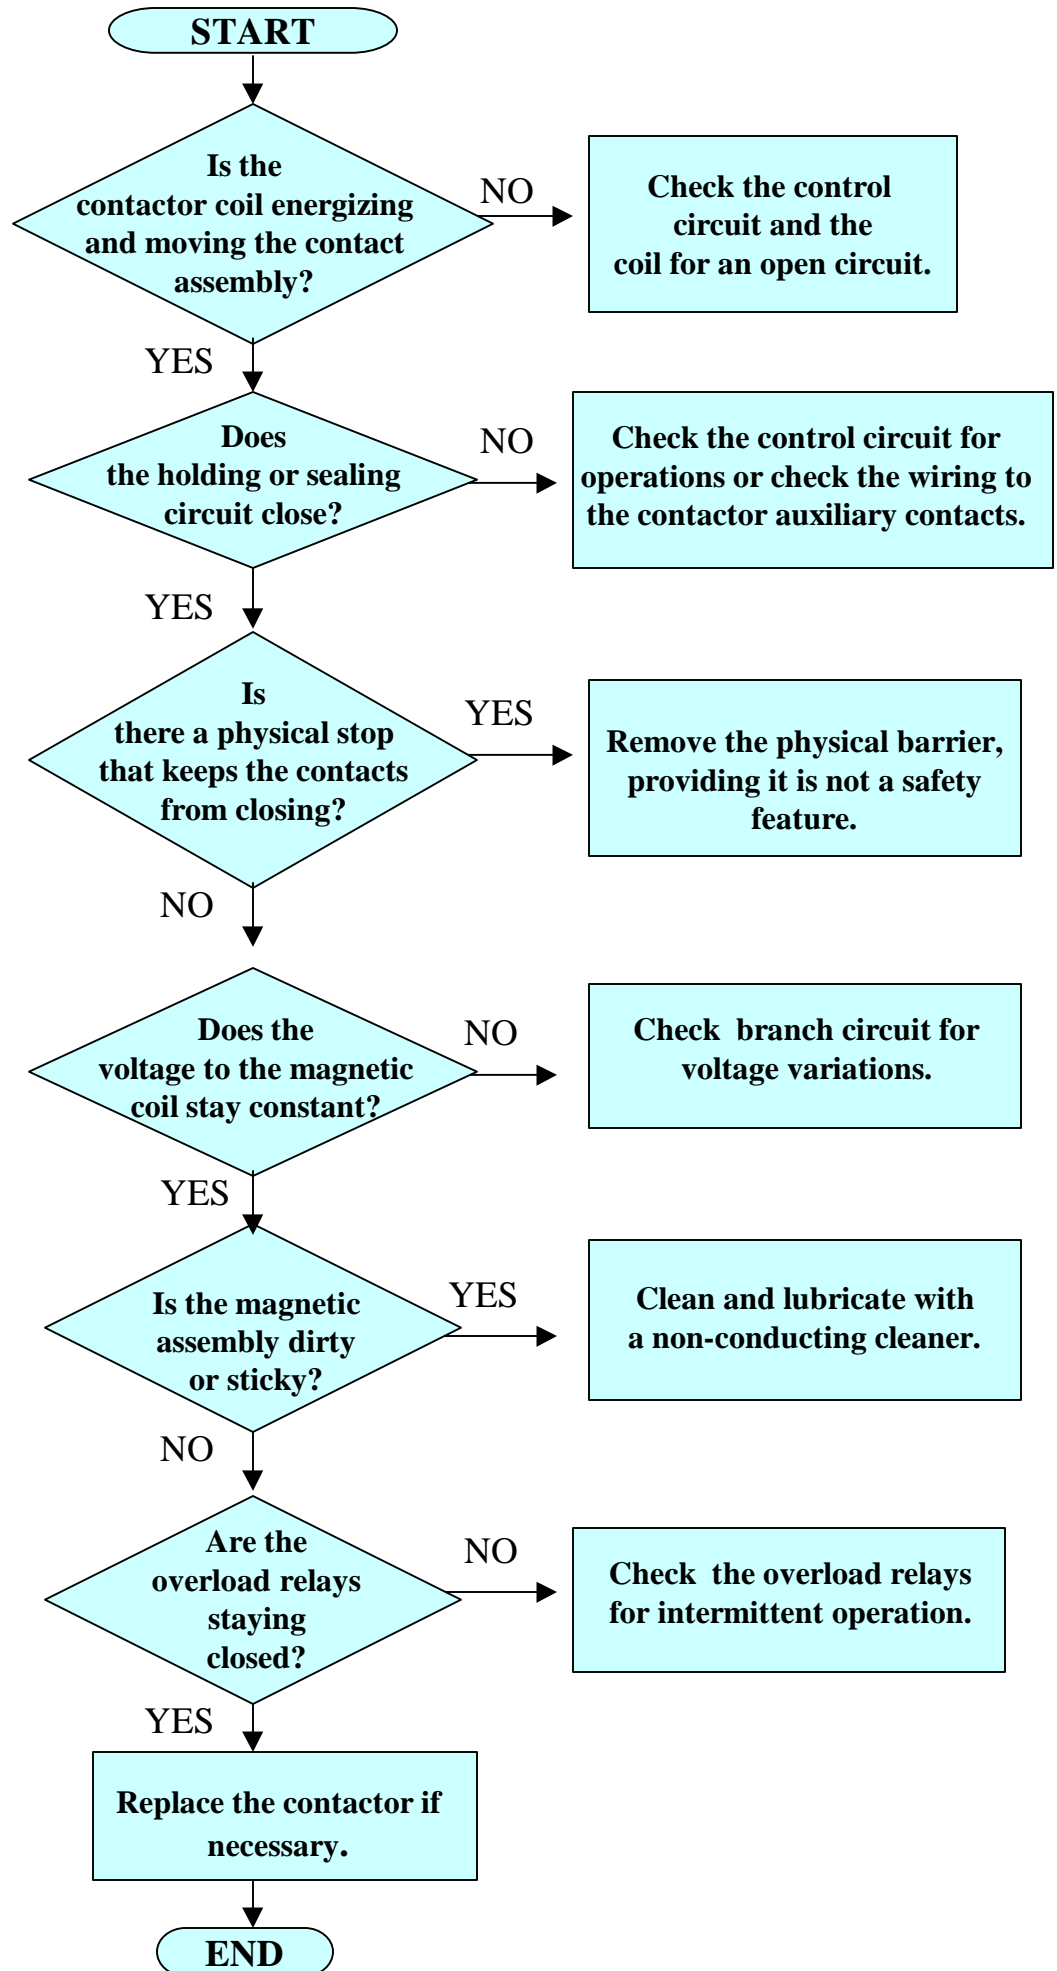 START
Is the
contactor coil energizing
and moving the contact
assembly?
NO
Check the control
circuit and the
coil for an open circuit.
YES
Does
the holding or sealing
circuit close?
NO
Check the control circuit for
operations or check the wiring to
the contactor auxiliary contacts.
YES
Is
there a physical stop
that keeps the contacts
from closing?
YES
Remove the physical barrier,
providing it is not a safety
feature.
NO
Does the
voltage to the magnetic
coil stay constant?
NO
Check  branch circuit for
voltage variations.
YES
Is the magnetic
assembly dirty
or sticky?
YES
Clean and lubricate with
a non-conducting cleaner.
NO
Are the
overload relays
staying
closed?
NO
Check  the overload relays
for intermittent operation.
YES
Replace the contactor if
necessary.
END